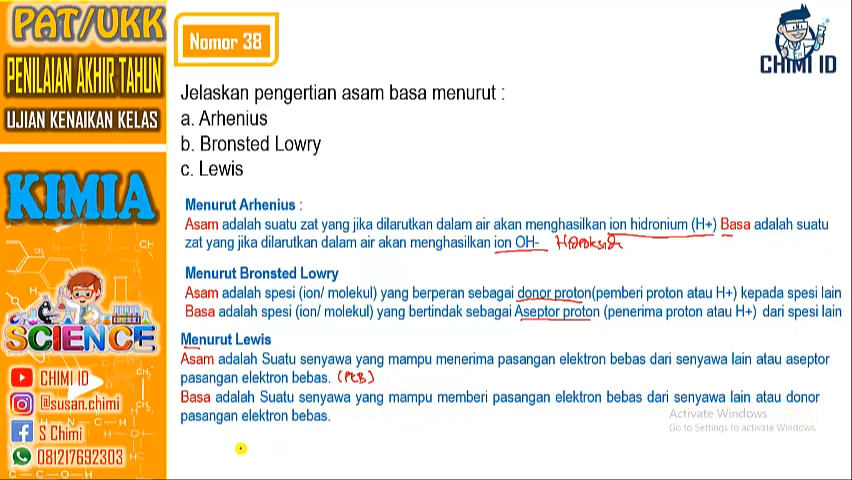 PAT/UKK
PENILAIAN AKHIR TAHUN
UJIAN KENAIKAN KELAS
KIMIA
SCIENCE
CHIMI ID
@susan.chimi
S Chimi
081217692303
Nomor 38
CHIMI ID
Jelaskan pengertian asam basa menurut :
a. Arhenius
b. Bronsted Lowry
c. Lewis
Menurut Arhenius :
Asam adalah suatu zat yang jika dilarutkan dalam air akan menghasilkan ion hidronium (H+) Basa adalah suatu
zat yang jika dilarutkan dalam air akan menghasilkan ion OH- Hidroksida
Menurut Bronsted Lowry
Asam adalah spesi (ion/ molekul) yang berperan sebagai donor proton(pemberi proton atau H+) kepada spesi lain
Basa adalah spesi (ion/ molekul) yang bertindak sebagai Aseptor proton (penerima proton atau H+) dari spesi lain
Menurut Lewis
Asam adalah Suatu senyawa yang mampu menerima pasangan elektron bebas dari senyawa lain atau aseptor
pasangan elektron bebas. (PEB)
Basa adalah Suatu senyawa yang mampu memberi pasangan elektron bebas dari senyawa lain atau donor
pasangan elektron bebas.
Activate Windows
Go to Settings to activate Windows.